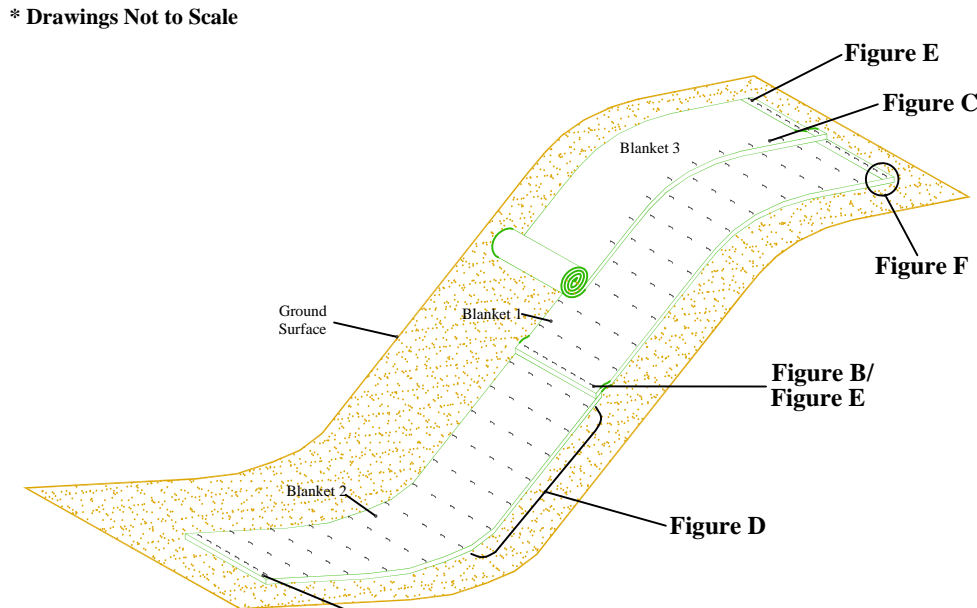 * Drawings Not to Scale
Figure E
Figure C
Blanket 3
Figure F
Ground
Surface
Blanket 1
Figure B/
Figure E
Blanket 2
Figure D